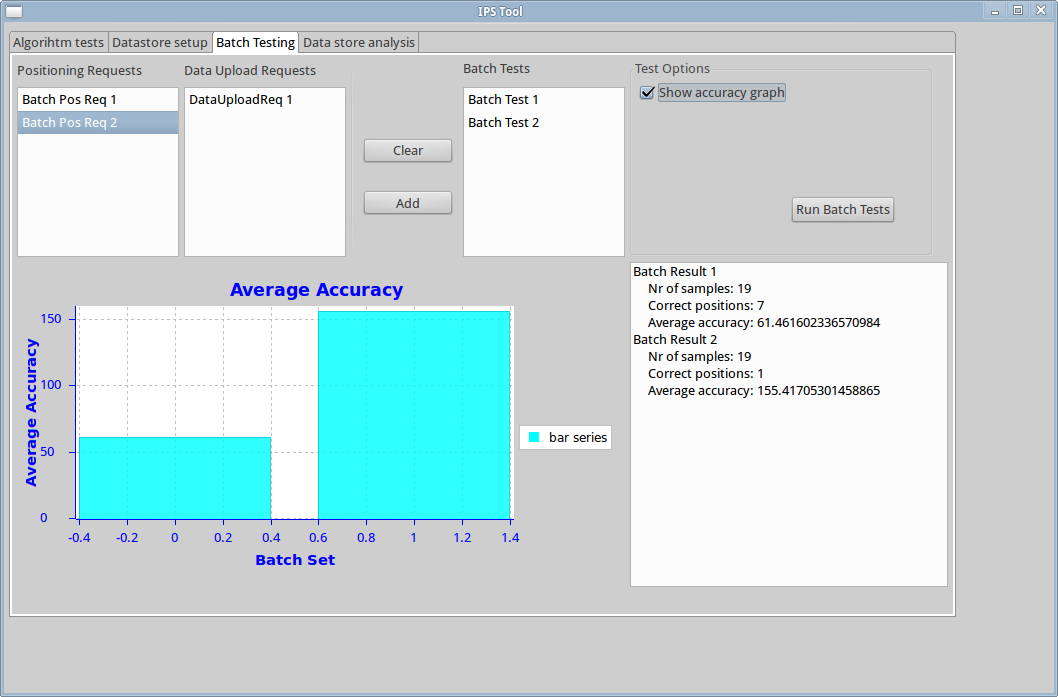 IPS Tool
Algorihtm tests
Datastore setup
Batch Testing
Data store analysis
Positioning Requests
Batch Pos Req 1
Batch Pos Req 2
Data Upload Requests
DataUploadReq 1
Clear
Add
Batch Tests
Batch Test 1
Batch Test 2
Test Options
Show accuracy graph
Run Batch Tests
Average Accuracy
Average Accuracy
150
100
50
0
-0.4 -0.2 0 0.2 0.4 0.6 0.8 1 1.2 1.4
Batch Set
bar series
Batch Result 1
Nr of samples: 19
Correct positions: 7
Average accuracy: 61.461602336570984
Batch Result 2
Nr of samples: 19
Correct positions: 1
Average accuracy: 155.41705301458865